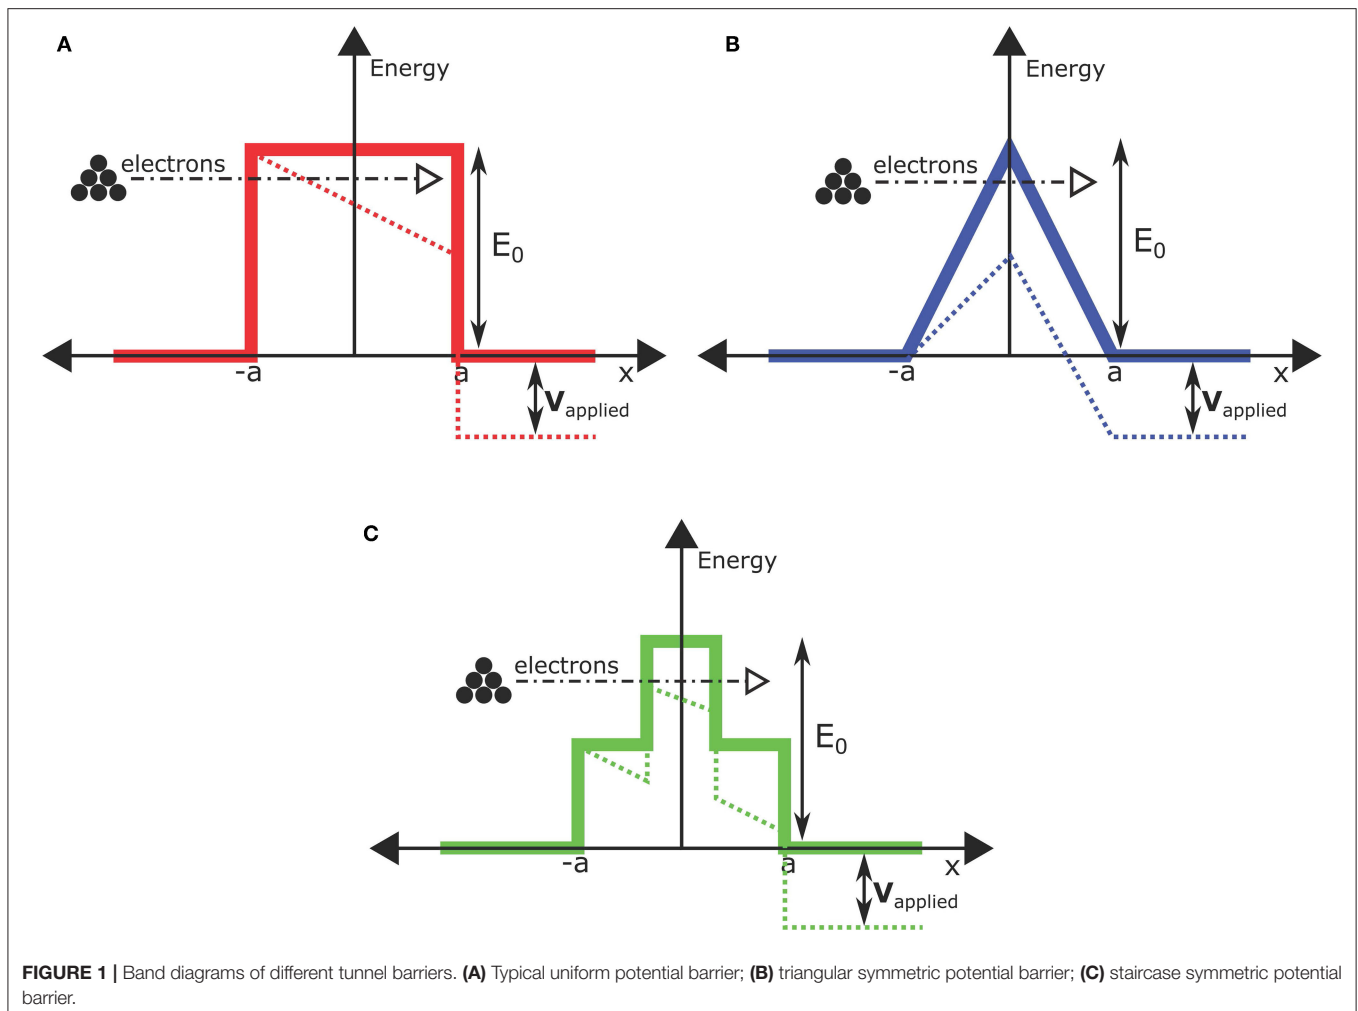 A
Energy
electrons
E0
-a
a
x
Vapplied
B
Energy
electrons
E0
-a
a
x
Vapplied
C
Energy
electrons
E0
-a
a
x
Vapplied
FIGURE 1 | Band diagrams of different tunnel barriers. (A) Typical uniform potential barrier; (B) triangular symmetric potential barrier; (C) staircase symmetric potential
barrier.